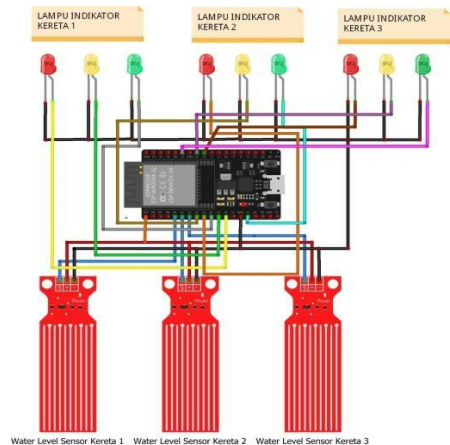 LAMPU INDIKATOR
KERETA 1
LAMPU INDIKATOR
KERETA 2
LAMPU INDIKATOR
KERETA 3
Water Level Sensor Kereta 1
Water Level Sensor Kereta 2
Water Level Sensor Kereta 3